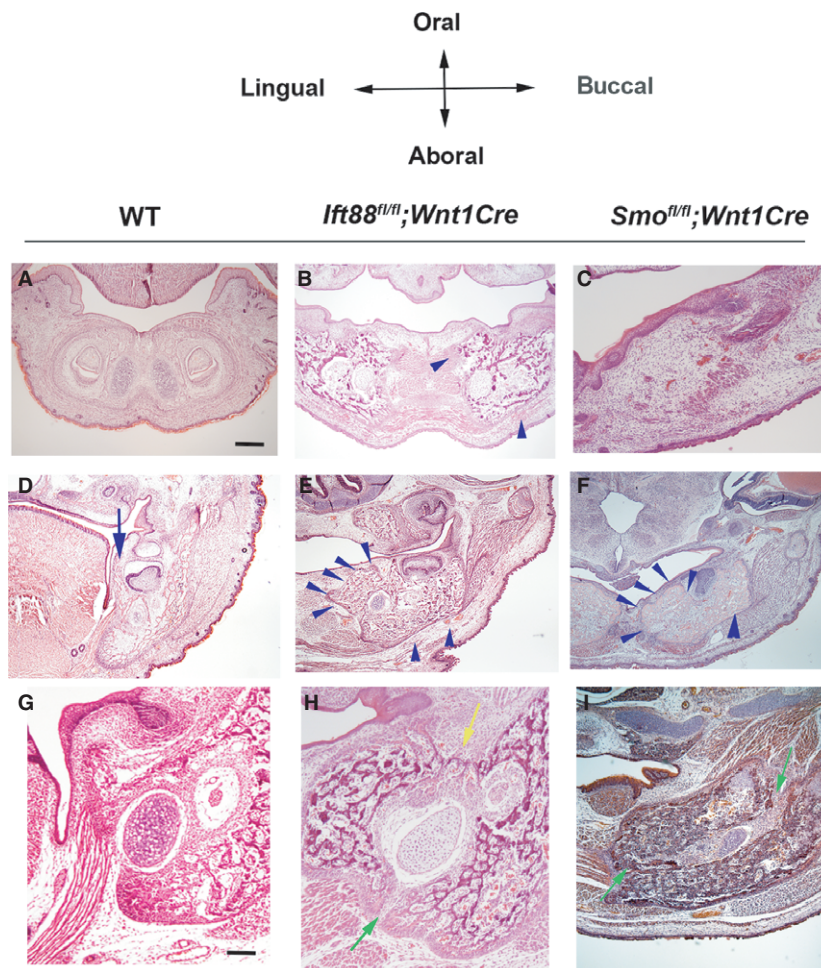 Oral
Lingual Buccal
Aboral
WT Ift88fl/fl;Wnt1Cre Smofl/fl;Wnt1Cre
A B C
D E F
G H I